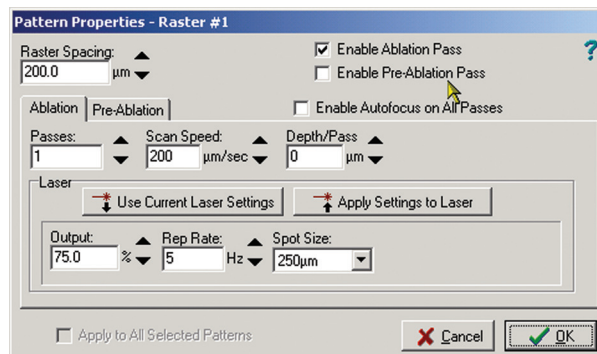 Pattern Properties - Raster #1
Raster Spacing:
200.0 µm
Enable Ablation Pass
Enable Pre-Ablation Pass
?
Ablation Pre-Ablation
Enable Autofocus on All Passes
Passes: Scan Speed: Depth/Pass
1 200 µm/sec 0 µm
Laser
Use Current Laser Settings Apply Settings to Laser
Output: Rep Rate: Spot Size:
75.0 % 5 Hz 250µm
Apply to All Selected Patterns
Cancel OK